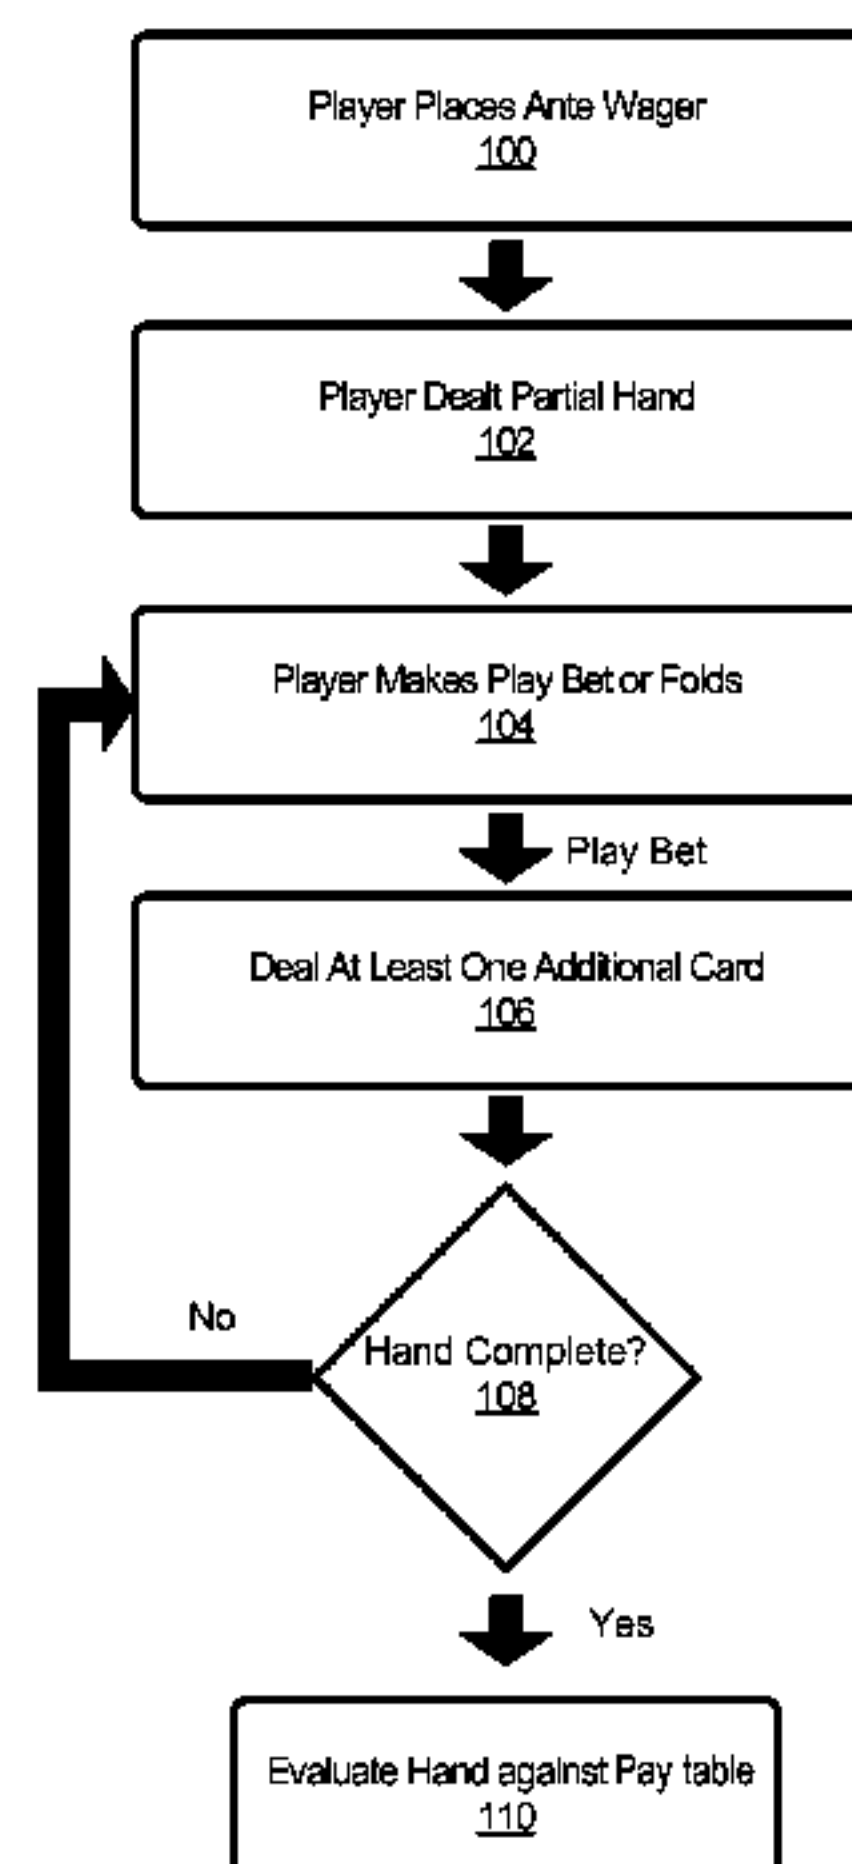 Player Places Ante Wager
100
Player Dealt Partial Hand
102
Player Makes Play Bet or Folds
104
Play Bet
Deal At Least One Additional Card
106
No
Hand Complete?
108
Yes
Evaluate Hand against Pay table
110